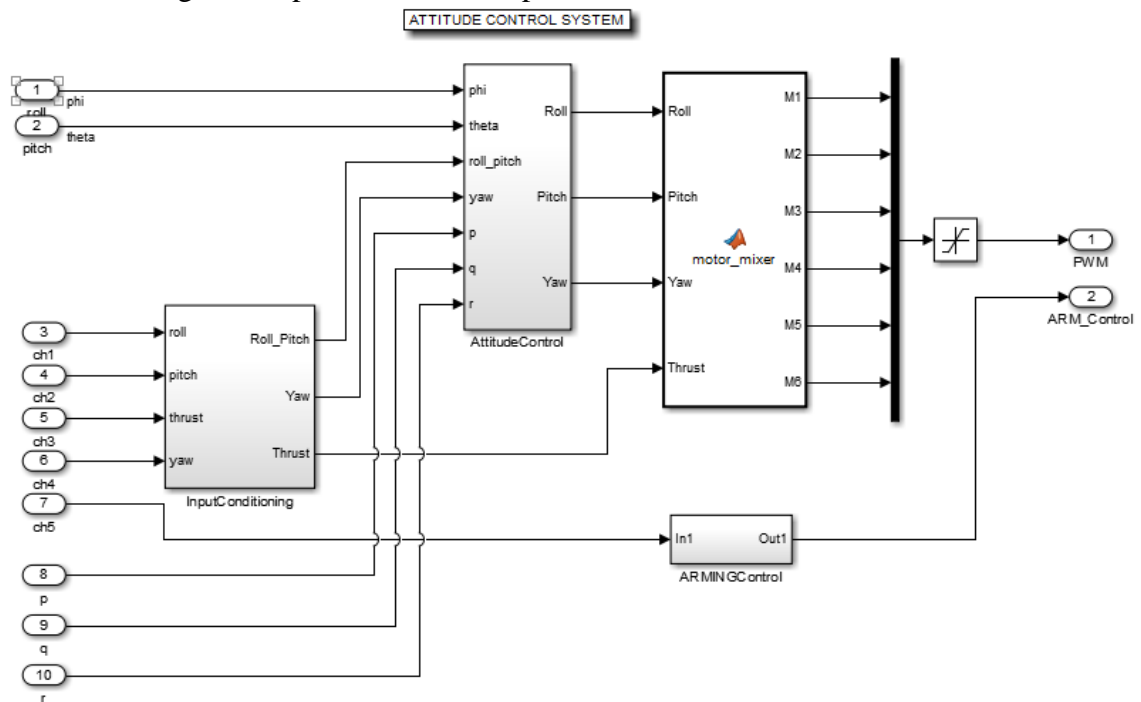 ATTITUDE CONTROL SYSTEM
1
roll
phi
2
pitch
theta
3
ch1
4
ch2
5
ch3
6
ch4
7
ch5
8
p
9
q
10
r
roll
pitch
thrust
yaw
Roll_Pitch
Yaw
Thrust
InputConditioning
phi
theta
roll_pitch
yaw
p
q
r
Roll
Pitch
Yaw
AttitudeControl
Roll
Pitch
Yaw
Thrust
motor_mixer
M1
M2
M3
M4
M5
M6
In1
Out1
ARMINGControl
1
PWM
2
ARM_Control